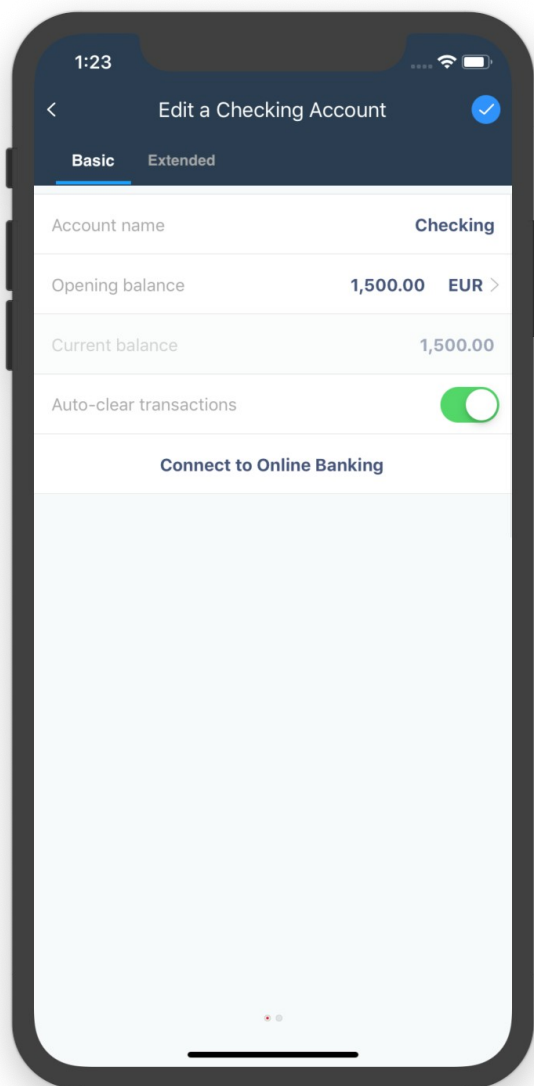 1:23
Edit a Checking Account
Basic Extended
Account name Checking
Opening balance 1,500.00 EUR
Current balance 1,500.00
Auto-clear transactions
Connect to Online Banking